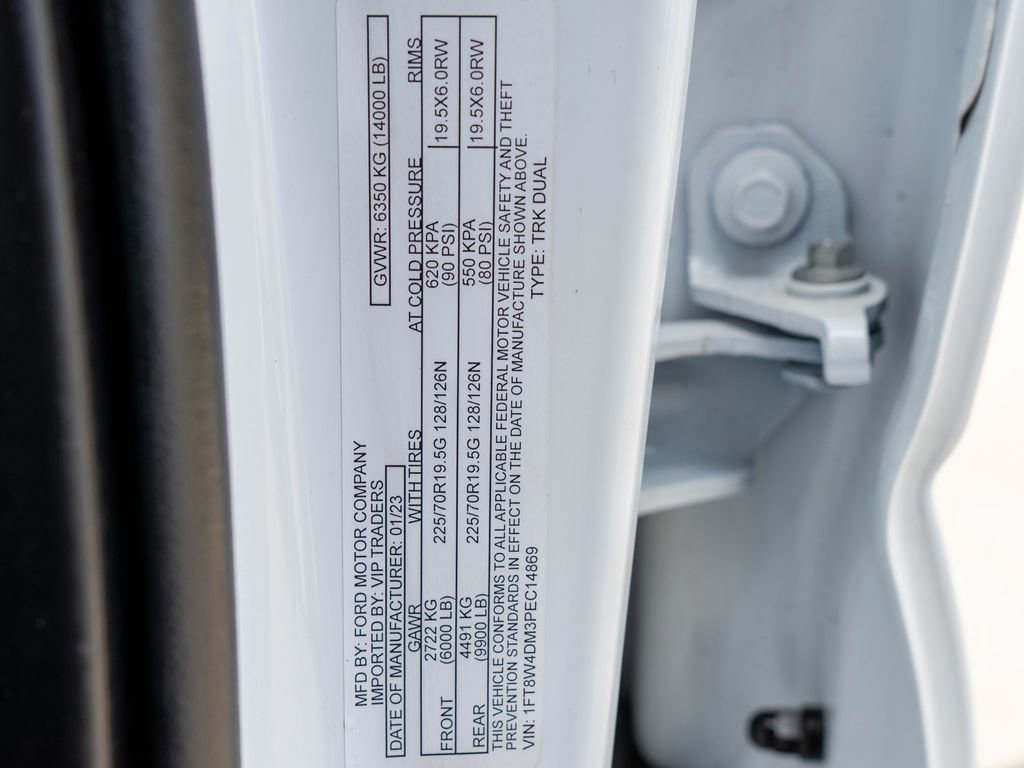 MFD BY: FORD MOTOR COMPANY
IMPORTED BY: VIP TRADERS
DATE OF MANUFACTURER: 01/23 GVWR: 6350 KG (14000 LB)
GAWR WITH TIRES AT COLD PRESSURE RIMS
FRONT 2722 KG 225/70R19.5G 128/126N 620 KPA 19.5X6.0RW
(6000 LB) (90 PSI)
REAR 4491 KG 225/70R19.5G 128/126N 550 KPA 19.5X6.0RW
(9900 LB) (80 PSI)
THIS VEHICLE CONFORMS TO ALL APPLICABLE FEDERAL MOTOR VEHICLE SAFETY AND THEFT
PREVENTION STANDARDS IN EFFECT ON THE DATE OF MANUFACTURE SHOWN ABOVE.
VIN: 1FT8W4DM3PEC14869 TYPE: TRK DUAL